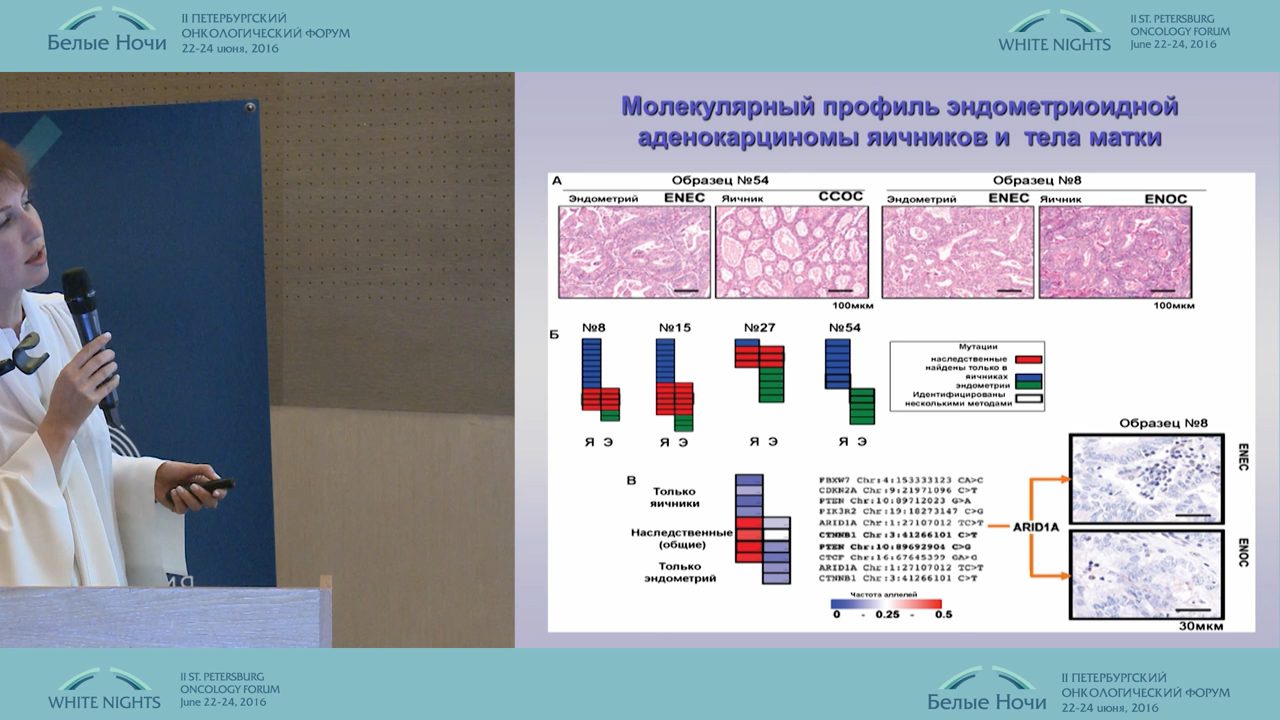 II ПЕТЕРБУРГСКИЙ
ОНКОЛОГИЧЕСКИЙ ФОРУМ
22-24 июня, 2016
Белые Ночи
II ST. PETERSBURG
ONCOLOGY FORUM
June 22-24, 2016
WHITE NIGHTS
Молекулярный профиль эндометриоидной
аденокарциномы яичников и тела матки
А
Образец №54
Образец №8
Эндометрий ENEC
Яичник CCOC
Эндометрий ENEC
Яичник ENOC
100мкм
100мкм
Б
№8 №15 №27 №54
Я Э Я Э Я Э Я Э
Мутации
наследственные
найдены только в
яичниках
эндометрии
Идентифицированы
несколькими методами
В
Только
яичники
Наследственные
(общие)
Только
эндометрий
FBXW7 Chr:4:153333123 CA>C
CDKN2A Chr:9:21971096 C>T
PTEN Chr:10:89712023 G>A
PIK3R2 Chr:19:18273147 C>G
ARID1A Chr:1:27107012 TC>T
CTNNB1 Chr:3:41266101 C>T
PTEN Chr:10:89692904 C>G
CTCF Chr:16:67645339 GA>G
ARID1A Chr:1:27107012 TC>T
CTNNB1 Chr:3:41266101 C>T
Частота аллелей
0 - 0.25 - 0.5
ARID1A
Образец №8
ENEC
ENOC
30мкм
WHITE NIGHTS
II ST. PETERSBURG
ONCOLOGY FORUM
June 22-24, 2016
Белые Ночи
II ПЕТЕРБУРГСКИЙ
ОНКОЛОГИЧЕСКИЙ ФОРУМ
22-24 июня, 2016